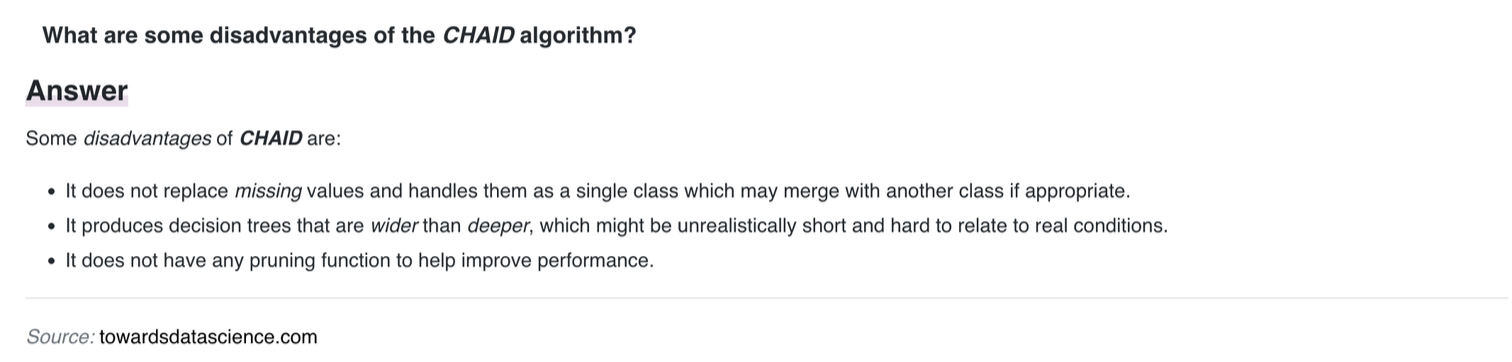 What are some disadvantages of the CHAID algorithm?
Answer
Some disadvantages of CHAID are:
• It does not replace missing values and handles them as a single class which may merge with another class if appropriate.
• It produces decision trees that are wider than deeper, which might be unrealistically short and hard to relate to real conditions.
• It does not have any pruning function to help improve performance.
Source: towardsdatascience.com